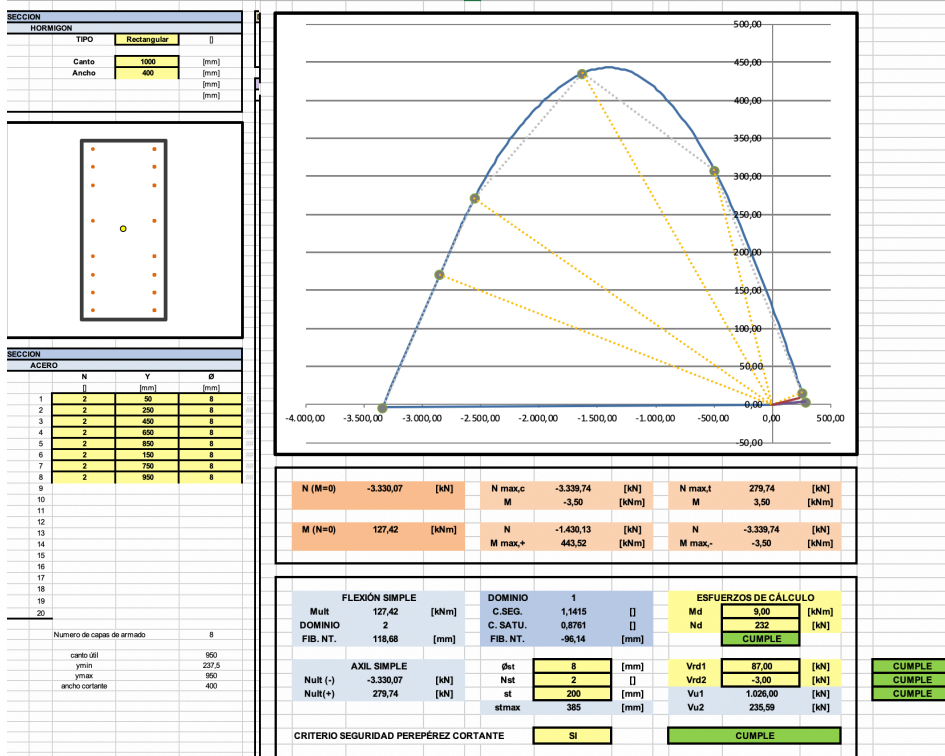 SECCION
HORMIGON
TIPO Rectangular []
Canto 1000 [mm]
Ancho 400 [mm]
[mm]
[mm]
SECCION
ACERO
N Y Ø
[] [mm] [mm]
1 2 50 8
2 2 250 8
3 2 450 8
4 2 650 8
5 2 850 8
6 2 150 8
7 2 750 8
8 2 950 8
9
10
11
12
13
14
15
16
17
18
19
20
Numero de capas de armado 8
canto útil 950
ymin 237,5
ymax 950
ancho cortante 400
500,00
450,00
400,00
350,00
300,00
250,00
200,00
150,00
100,00
50,00
0,00
-4.000,00 -3.500,00 -3.000,00 -2.500,00 -2.000,00 -1.500,00 -1.000,00 -500,00 0,00 500,00
-50,00
N (M=0) -3.330,07 [kN] N max,c -3.339,74 [kN] N max,t 279,74 [kN]
M -3,50 [kNm] M 3,50 [kNm]
M (N=0) 127,42 [kNm] N -1.430,13 [kN] N -3.339,74 [kN]
M max,+ 443,52 [kNm] M max,- -3,50 [kNm]
FLEXIÓN SIMPLE DOMINIO 1 ESFUERZOS DE CÁLCULO
Mult 127,42 [kNm] C.SEG. 1,1415 [] Md 9,00 [kNm]
DOMINIO 2 C. SATU. 0,8761 [] Nd 232 [kN]
FIB. NT. 118,68 [mm] FIB. NT. -96,14 [mm] CUMPLE
AXIL SIMPLE Øst 8 [mm] Vrd1 87,00 [kN] CUMPLE
Nult (-) -3.330,07 [kN] Nst 2 [] Vrd2 -3,00 [kN] CUMPLE
Nult(+) 279,74 [kN] st 200 [mm] Vu1 1.026,00 [kN] CUMPLE
stmax 385 [mm] Vu2 235,59 [kN]
CRITERIO SEGURIDAD PEREPÉREZ CORTANTE SI CUMPLE